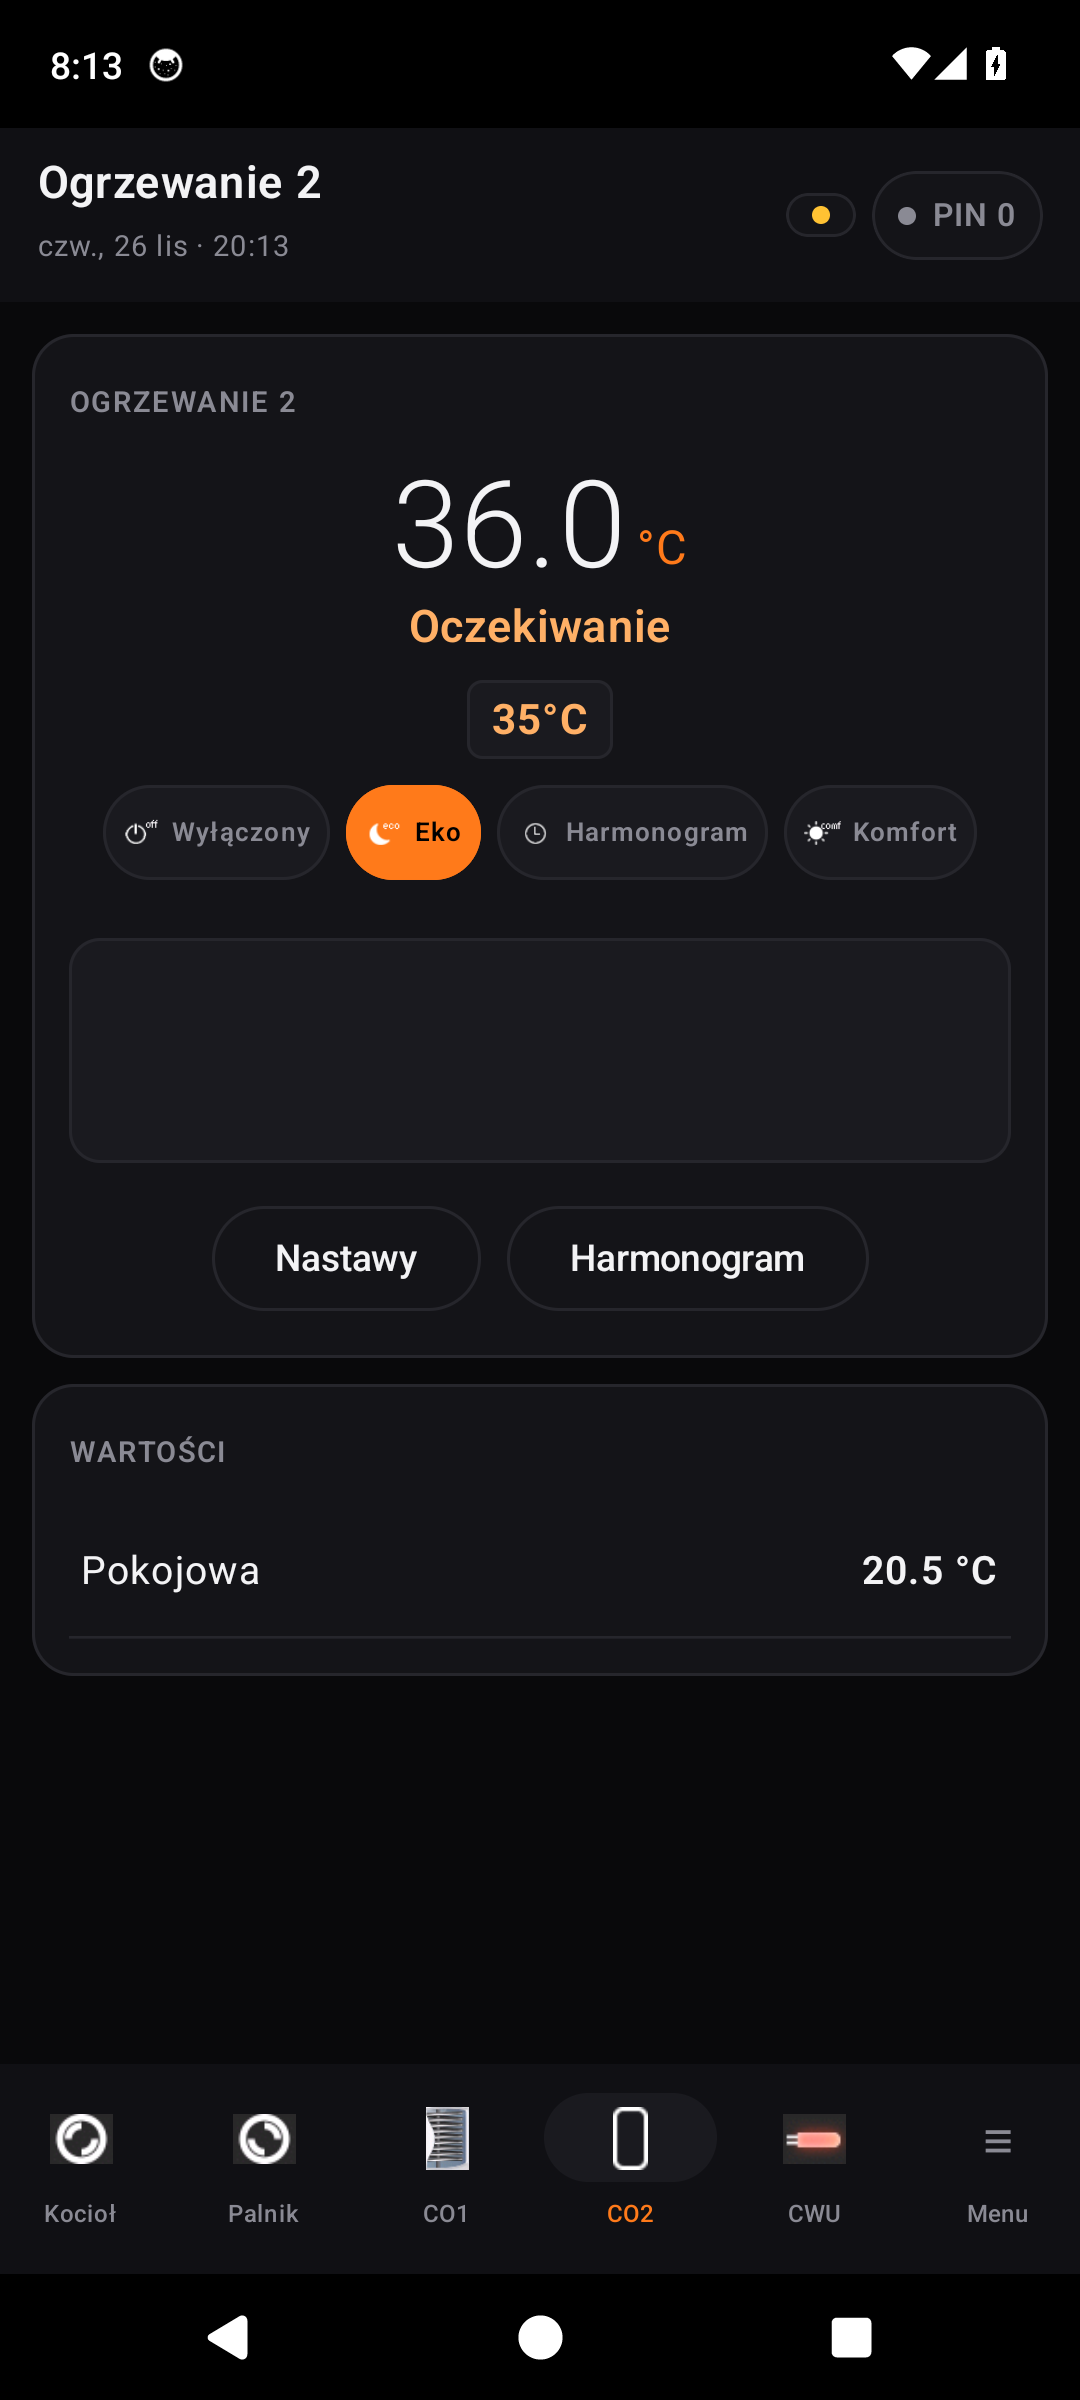 8:13
Ogrzewanie 2
czw., 26 lis · 20:13
PIN 0
OGRZEWANIE 2
36.0 °C
Oczekiwanie
35°C
off Wyłączony
eco Eko
Harmonogram
comf Komfort
Nastawy
Harmonogram
WARTOŚCI
Pokojowa 20.5 °C
Kocioł
Palnik
CO1
CO2
CWU
Menu